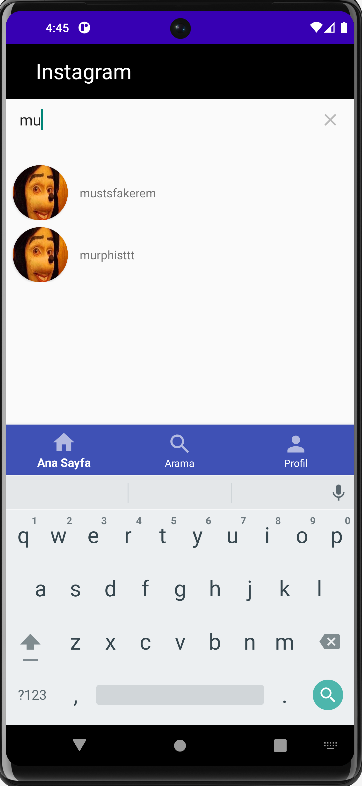 4:45
Instagram
mu
mustsfakerem
murphisttt
Ana Sayfa Arama Profil
1 2 3 4 5 6 7 8 9 0
q w e r t y u i o p
a s d f g h j k l
z x c v b n m
?123 , .